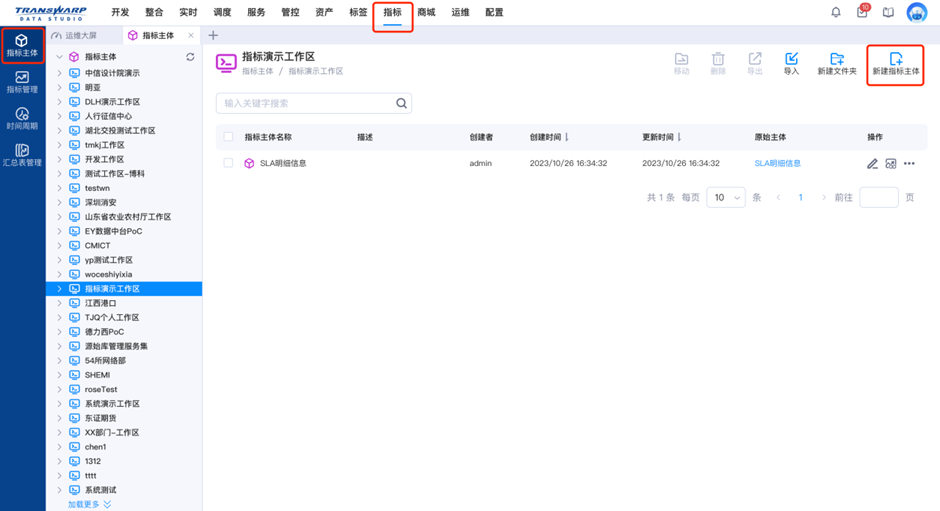 TRANSWARP
DATA STUDIO
开发 整合 实时 调度 服务 管控 资产 标签 指标 商城 运维 配置
10
指标主体
指标管理
时间周期
汇总表管理
运维大屏 指标主体
指标主体
中信设计院演示
明亚
DLH演示工作区
人行征信中心
湖北交投测试工作区
tmkj工作区
开发工作区
测试工作区-博科
testwn
深圳消安
山东省农业农村厅工作区
EY数据中台PoC
CMICT
yp测试工作区
woceshiyixia
指标演示工作区
江西港口
TJQ个人工作区
德力西PoC
源始库管理服务集
54所网络部
SHEMI
roseTest
系统演示工作区
东证期货
XX部门-工作区
chen1
1312
tttt
系统测试
加载更多
指标演示工作区
指标主体 / 指标演示工作区
移动 删除 导出 导入 新建文件夹 新建指标主体
输入关键字搜索
指标主体名称 描述 创建者 创建时间 更新时间 原始主体 操作
SLA明细信息 admin 2023/10/26 16:34:32 2023/10/26 16:34:32 SLA明细信息
共 1 条 每页 10 条 1 前往 页